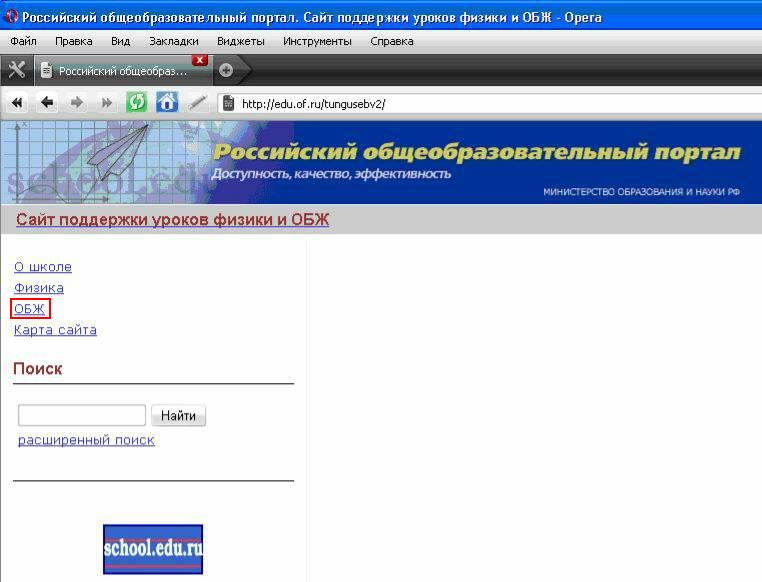 Российский общеобразовательный портал. Сайт поддержки уроков физики и ОБЖ - Opera
Файл Правка Вид Закладки Виджеты Инструменты Справка
Российский общеобраз...
http://edu.of.ru/tungusebv2/
school.edu
Российский общеобразовательный портал
Доступность, качество, эффективность
МИНИСТЕРСТВО ОБРАЗОВАНИЯ И НАУКИ РФ
Сайт поддержки уроков физики и ОБЖ
О школе
Физика
ОБЖ
Карта сайта
Поиск
Найти
расширенный поиск
school.edu.ru